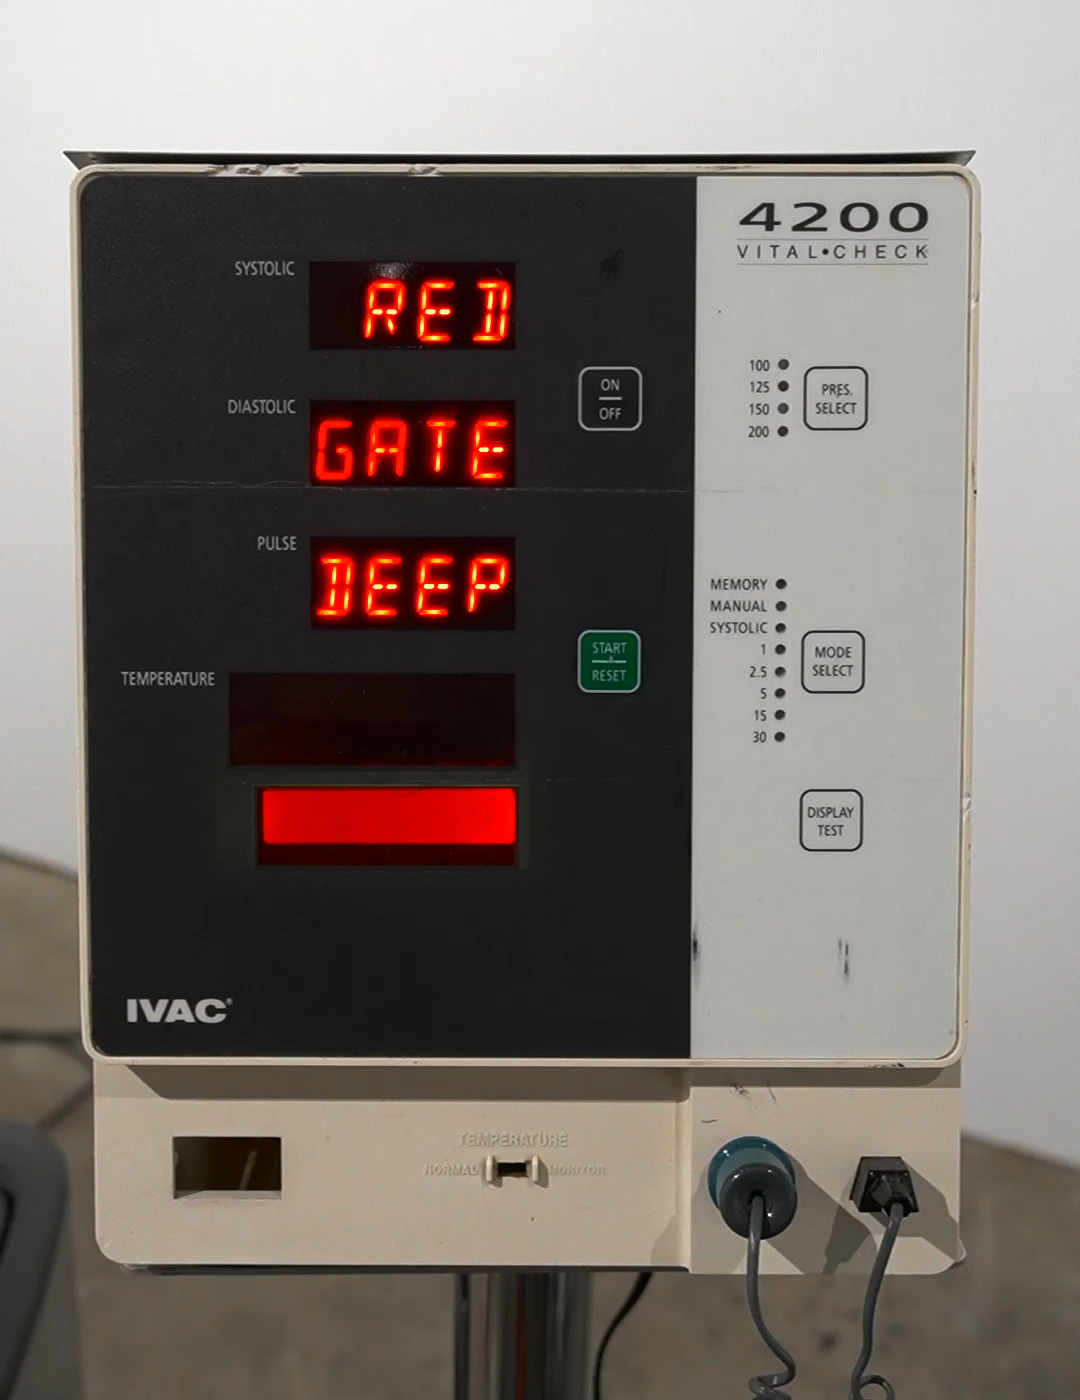 4200
VITAL•CHECK
SYSTOLIC
RED
DIASTOLIC
GATE
PULSE
DEEP
TEMPERATURE
ON
OFF
START
RESET
100
125
150
200
PRES.
SELECT
MEMORY
MANUAL
SYSTOLIC
1
2.5
5
15
30
MODE
SELECT
DISPLAY
TEST
IVAC®
TEMPERATURE
NORMAL MONITOR